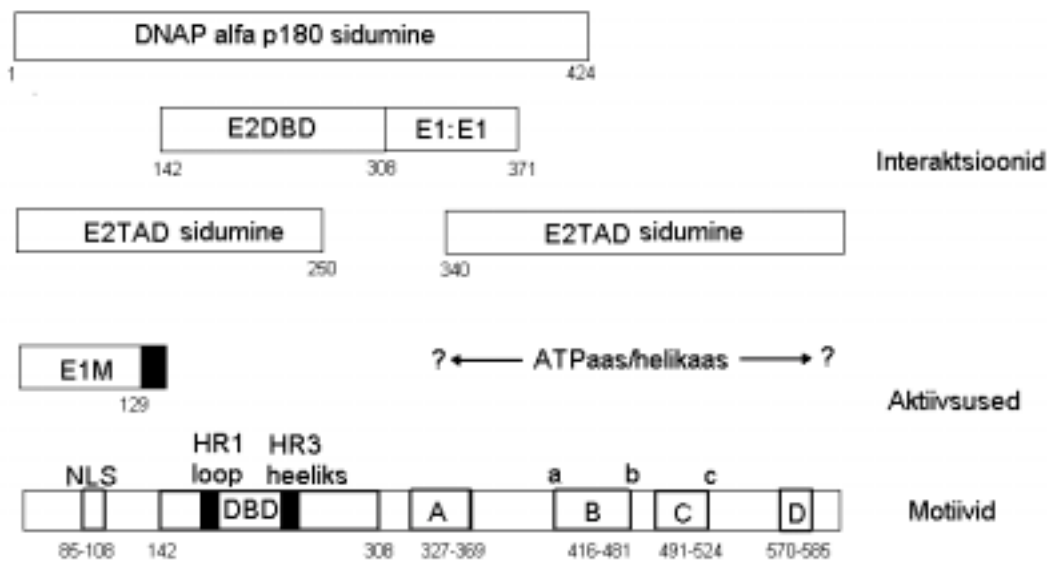 DNAP alfa p180 sidumine
1 424
E2DBD E1:E1
142 308 371
Interaktsioonid
E2TAD sidumine E2TAD sidumine
250 340
? ATPaas/helikaas ?
E1M
129
Aktiivsused
HR1 HR3
NLS loop heeliks a b c
DBD A B C D
Motiivid
85-108 142 308 327-369 416-481 491-524 570-585